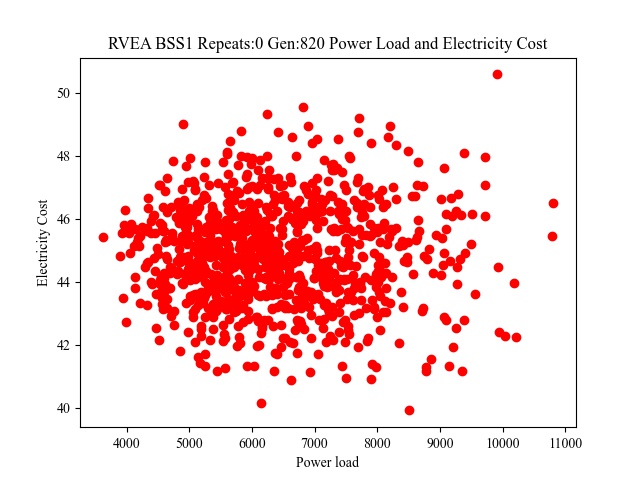 RVEA BSS1 Repeats:0 Gen:820 Power Load and Electricity Cost
50
48
46
44
42
40
Electricity Cost
4000 5000 6000 7000 8000 9000 10000 11000
Power load